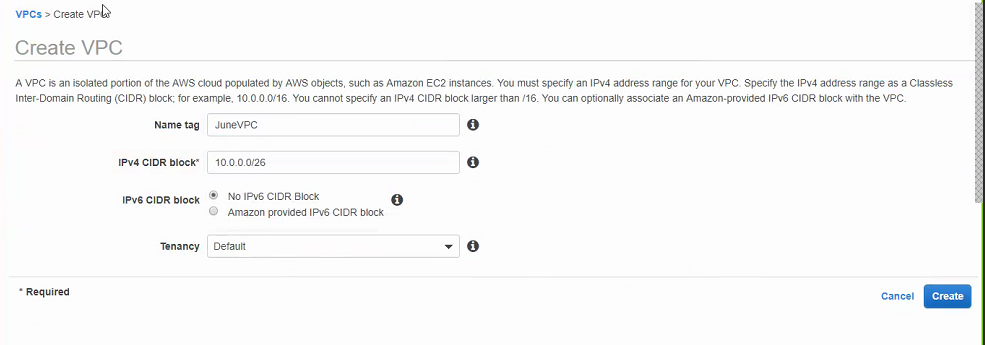 VPCs > Create VPC
Create VPC
A VPC is an isolated portion of the AWS cloud populated by AWS objects, such as Amazon EC2 instances. You must specify an IPv4 address range for your VPC. Specify the IPv4 address range as a Classless
Inter-Domain Routing (CIDR) block; for example, 10.0.0.0/16. You cannot specify an IPv4 CIDR block larger than /16. You can optionally associate an Amazon-provided IPv6 CIDR block with the VPC.
Name tag JuneVPC
IPv4 CIDR block* 10.0.0.0/26
IPv6 CIDR block No IPv6 CIDR Block
Amazon provided IPv6 CIDR block
Tenancy Default
* Required
Cancel Create